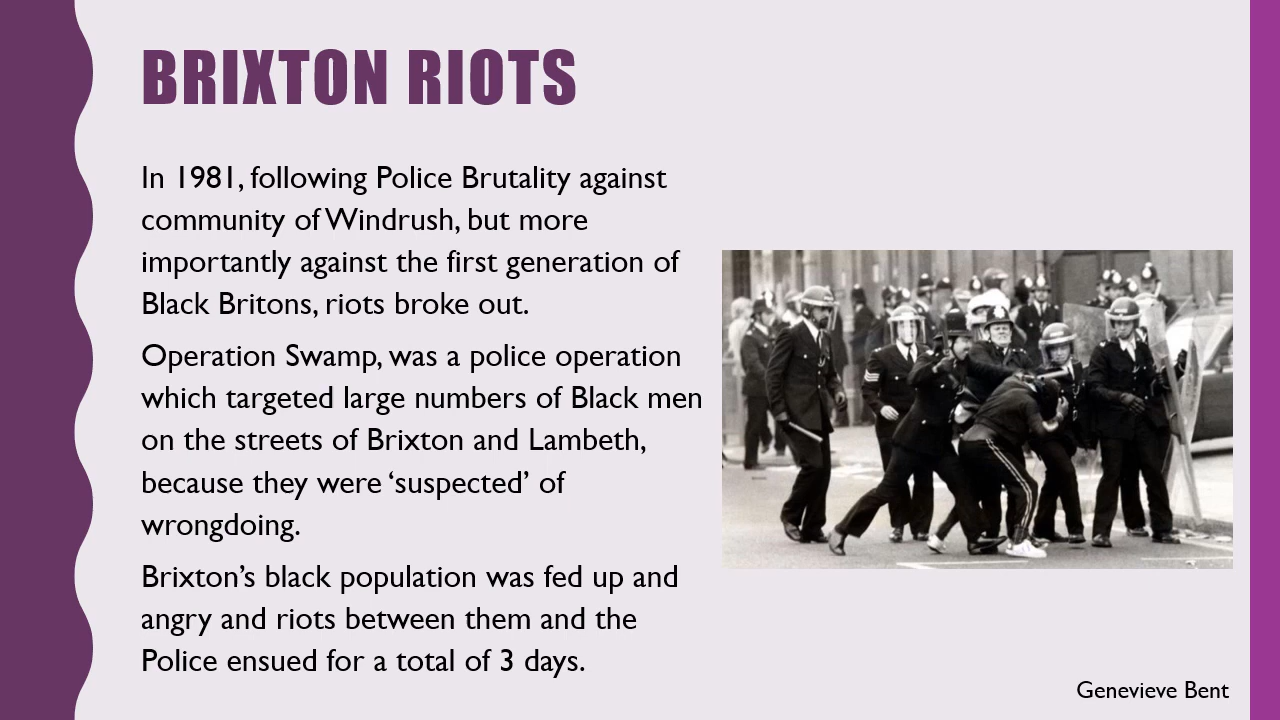 BRIXTON RIOTS
In 1981, following Police Brutality against
community of Windrush, but more
importantly against the first generation of
Black Britons, riots broke out.
Operation Swamp, was a police operation
which targeted large numbers of Black men
on the streets of Brixton and Lambeth,
because they were ‘suspected’ of
wrongdoing.
Brixton’s black population was fed up and
angry and riots between them and the
Police ensued for a total of 3 days.
Genevieve Bent